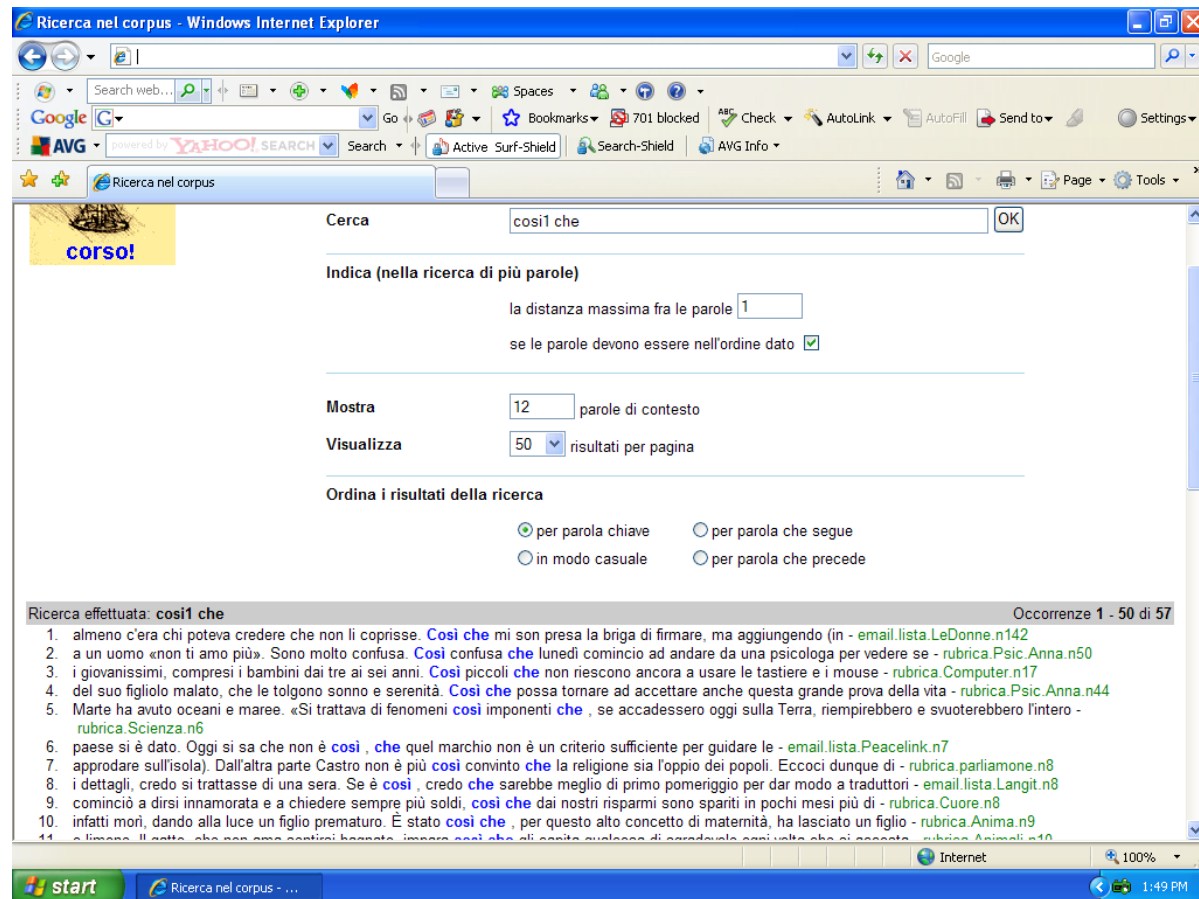 Ricerca nel corpus - Windows Internet Explorer
Google
Search web... Spaces
Google G Go Bookmarks 701 blocked ABC Check AutoLink AutoFill Send to Settings
AVG powered by YAHOO! SEARCH Search Active Surf-Shield Search-Shield AVG Info
Ricerca nel corpus Page Tools
corso!
Cerca cosi1 che OK
Indica (nella ricerca di più parole)
la distanza massima fra le parole 1
se le parole devono essere nell'ordine dato
Mostra 12 parole di contesto
Visualizza 50 risultati per pagina
Ordina i risultati della ricerca
per parola chiave per parola che segue
in modo casuale per parola che precede
Ricerca effettuata: cosi1 che Occorrenze 1 - 50 di 57
1. almeno c'era chi poteva credere che non li coprisse. Così che mi son presa la briga di firmare, ma aggiungendo (in - email.lista.LeDonne.n142
2. a un uomo «non ti amo più». Sono molto confusa. Così confusa che lunedì comincio ad andare da una psicologa per vedere se - rubrica.Psic.Anna.n50
3. i giovanissimi, compresi i bambini dai tre ai sei anni. Così piccoli che non riescono ancora a usare le tastiere e i mouse - rubrica.Computer.n17
4. del suo figliolo malato, che le tolgono sonno e serenità. Così che possa tornare ad accettare anche questa grande prova della vita - rubrica.Psic.Anna.n44
5. Marte ha avuto oceani e maree. «Si trattava di fenomeni così imponenti che , se accadessero oggi sulla Terra, riempirebbero e svuoterebbero l'intero -
rubrica.Scienza.n6
6. paese si è dato. Oggi si sa che non è così , che quel marchio non è un criterio sufficiente per guidare le - email.lista.Peacelink.n7
7. approdare sull'isola). Dall'altra parte Castro non è più così convinto che la religione sia l'oppio dei popoli. Eccoci dunque di - rubrica.parliamone.n8
8. i dettagli, credo si trattasse di una sera. Se è così , credo che sarebbe meglio di primo pomeriggio per dar modo a traduttori - email.lista.Langit.n8
9. cominciò a dirsi innamorata e a chiedere sempre più soldi, così che dai nostri risparmi sono spariti in pochi mesi più di - rubrica.Cuore.n8
10. infatti morì, dando alla luce un figlio prematuro. È stato così che , per questo alto concetto di maternità, ha lasciato un figlio - rubrica.Anima.n9
Internet 100%
start Ricerca nel corpus - ... 1:49 PM